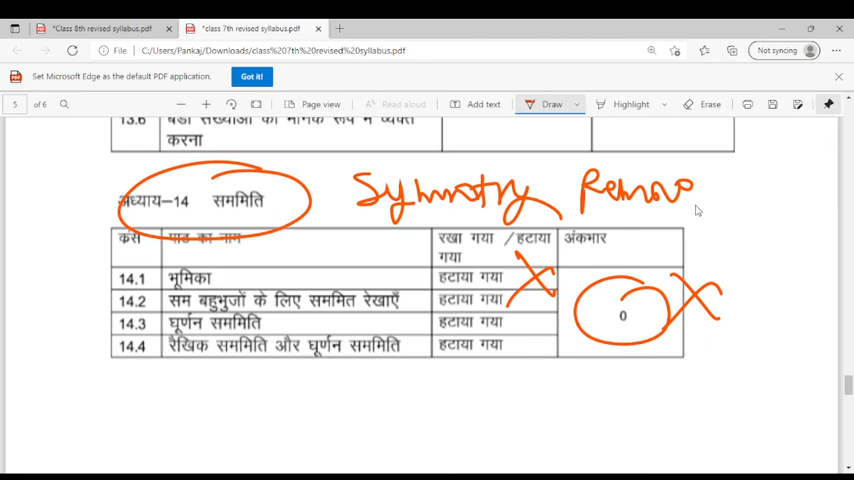 *Class 8th revised syllabus.pdf
*class 7th revised syllabus.pdf
File C:/Users/Pankaj/Downloads/class%207th%20revised%20syllabus.pdf
Not syncing
Set Microsoft Edge as the default PDF application. Got it!
5 of 6
Page view
Read aloud
Add text
Draw
Highlight
Erase
13.6 बड़ी संख्याओं को मानक रूप में व्यक्त
करना
अध्याय-14 सममिति
Symmotry Remove
कंस पाठ का नाम रखा गया /हटाया अंकभार
गया
14.1 भूमिका हटाया गया
14.2 सम बहुभुजों के लिए सममित रेखाएँ हटाया गया
14.3 घूर्णन सममिति हटाया गया 0
14.4 रैखिक सममिति और घूर्णन सममिति हटाया गया